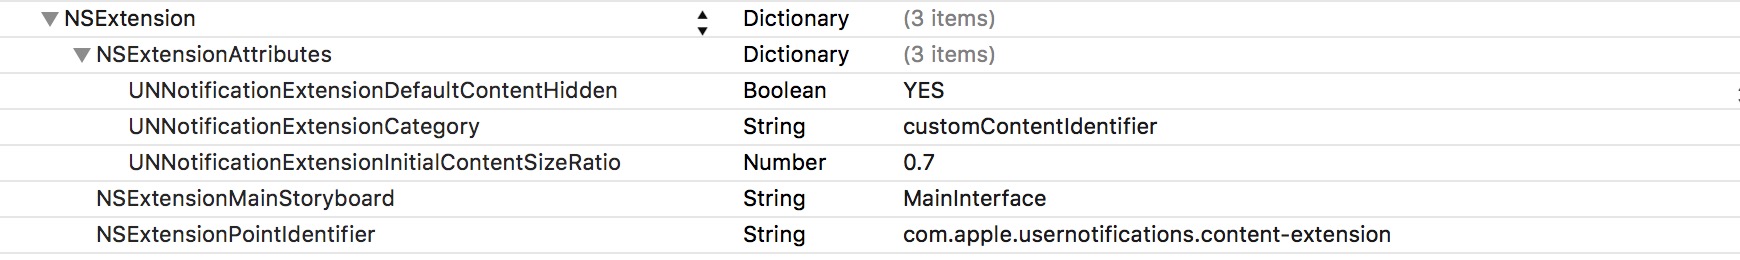 NSExtension Dictionary (3 items)
NSExtensionAttributes Dictionary (3 items)
UNNotificationExtensionDefaultContentHidden Boolean YES
UNNotificationExtensionCategory String customContentIdentifier
UNNotificationExtensionInitialContentSizeRatio Number 0.7
NSExtensionMainStoryboard String MainInterface
NSExtensionPointIdentifier String com.apple.usernotifications.content-extension